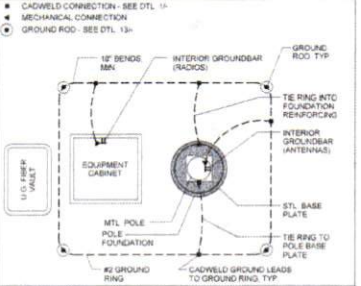 CADWELD CONNECTION - SEE DTL 1/-
MECHANICAL CONNECTION
GROUND ROD - SEE DTL 13/-
12" BENDS,
MIN
INTERIOR GROUNDBAR
(RADIOS)
GROUND
ROD, TYP
TIE RING INTO
FOUNDATION
REINFORCING
INTERIOR
GROUNDBAR
(ANTENNAS)
EQUIPMENT
CABINET
U.G. FIBER
VAULT
STL BASE
PLATE
MTL POLE
POLE
FOUNDATION
TIE RING TO
POLE BASE
PLATE
#2 GROUND
RING
CADWELD GROUND LEADS
TO GROUND RING, TYP